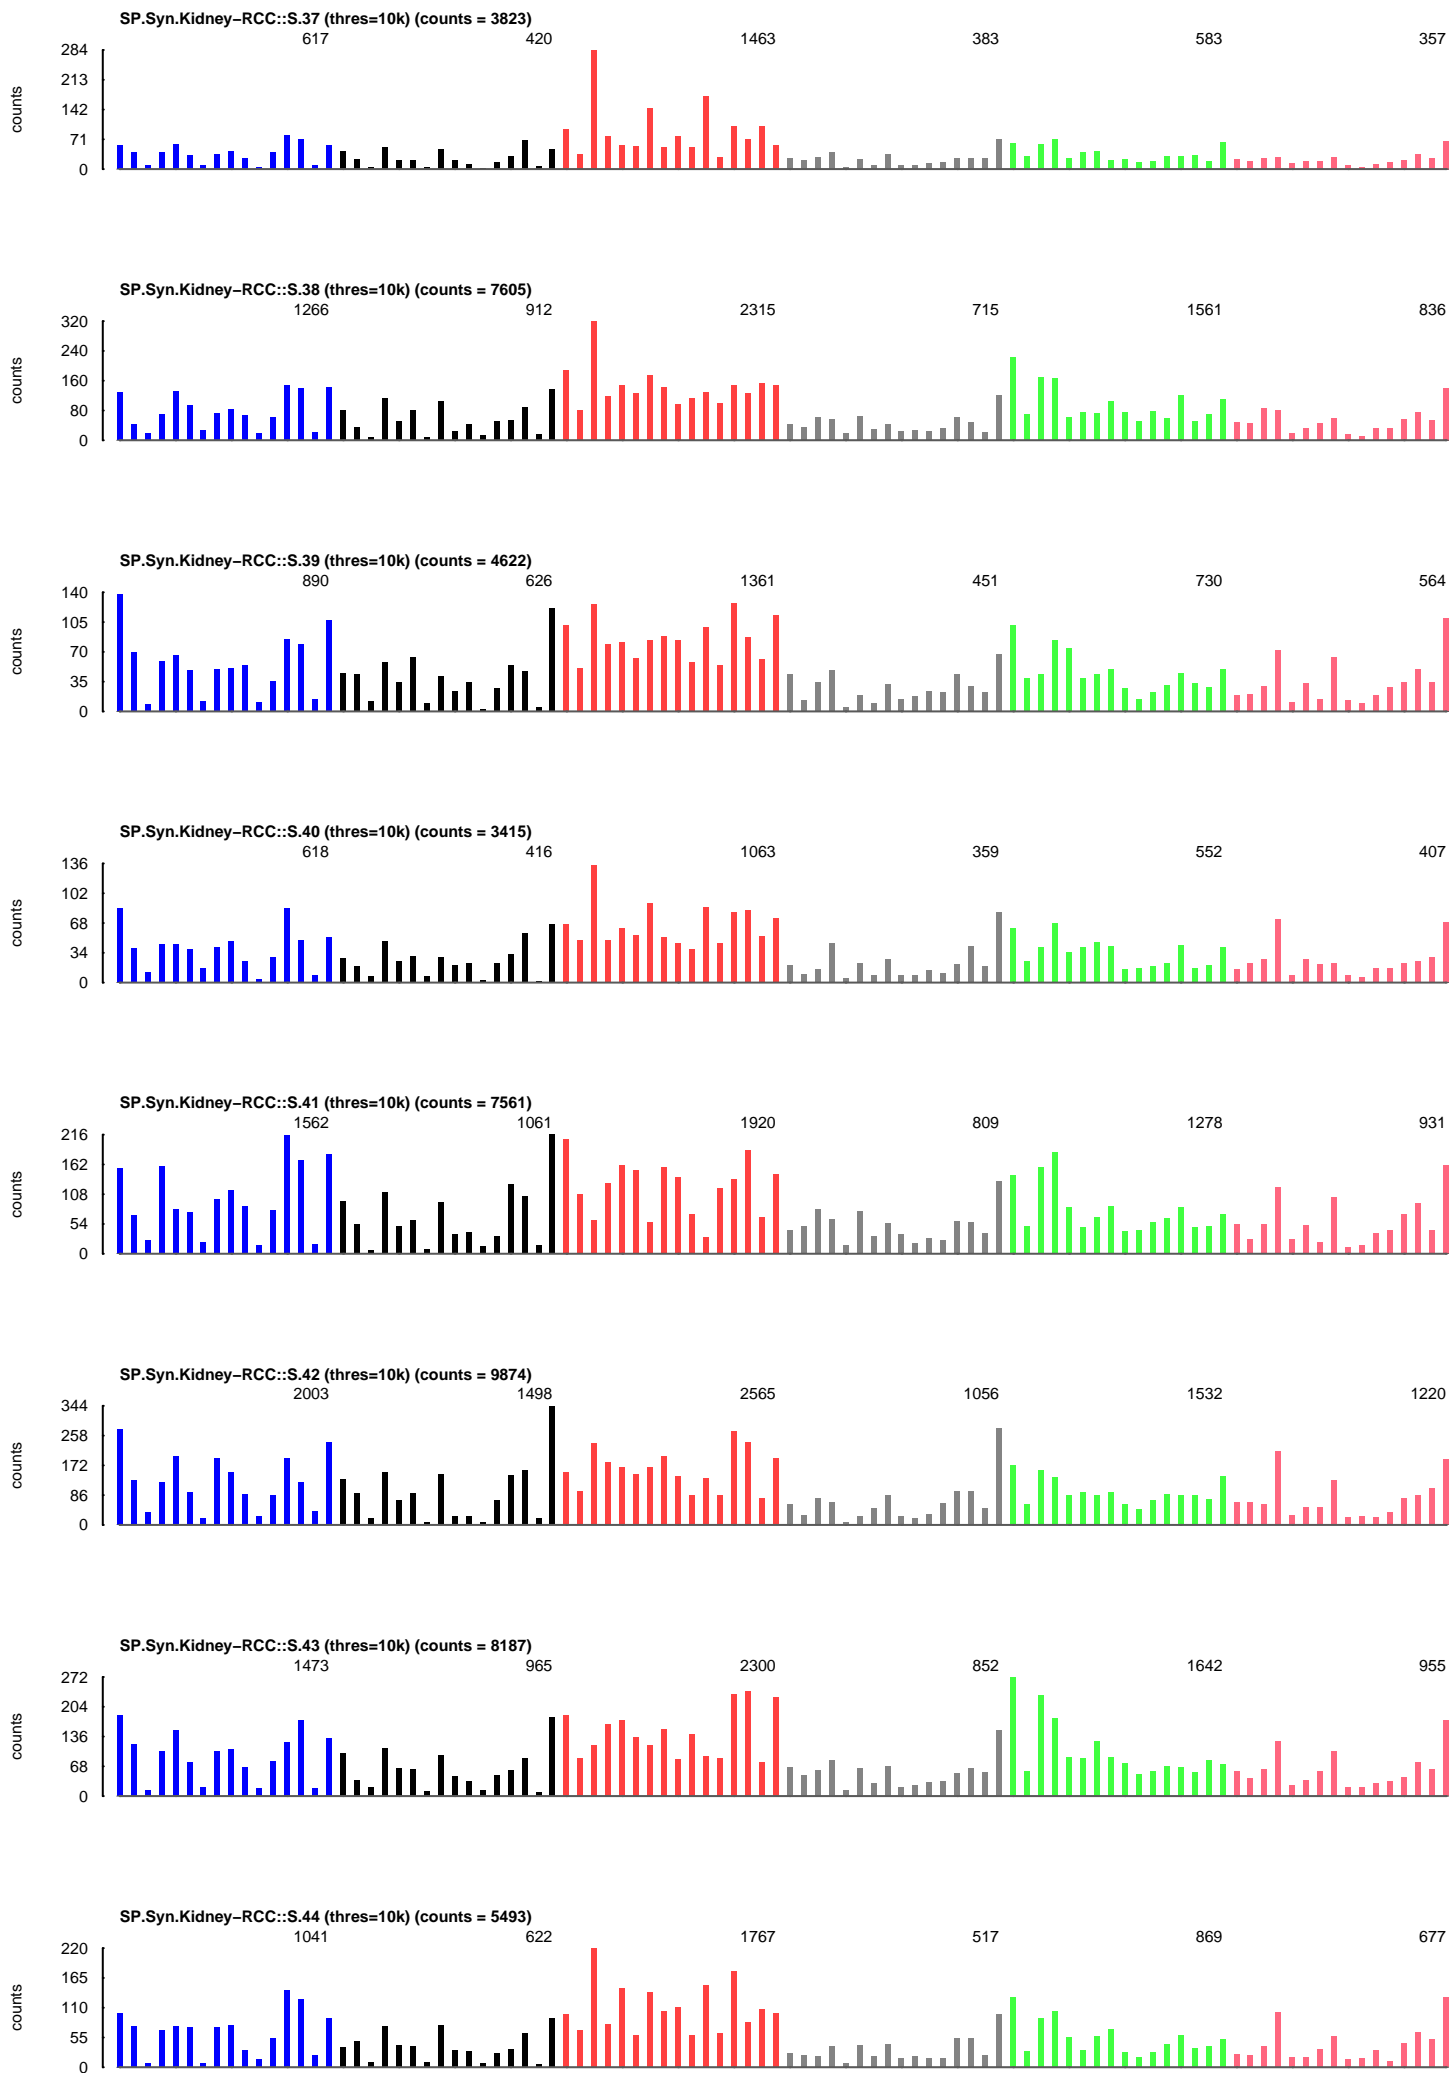 SP.Syn.Kidney−RCC::S.37 (thres=10k) (counts = 3823)
617 420 1463 383 583 357
284
213
142
71
0
counts
SP.Syn.Kidney−RCC::S.38 (thres=10k) (counts = 7605)
1266 912 2315 715 1561 836
320
240
160
80
0
counts
SP.Syn.Kidney−RCC::S.39 (thres=10k) (counts = 4622)
890 626 1361 451 730 564
140
105
70
35
0
counts
SP.Syn.Kidney−RCC::S.40 (thres=10k) (counts = 3415)
618 416 1063 359 552 407
136
102
68
34
0
counts
SP.Syn.Kidney−RCC::S.41 (thres=10k) (counts = 7561)
1562 1061 1920 809 1278 931
216
162
108
54
0
counts
SP.Syn.Kidney−RCC::S.42 (thres=10k) (counts = 9874)
2003 1498 2565 1056 1532 1220
344
258
172
86
0
counts
SP.Syn.Kidney−RCC::S.43 (thres=10k) (counts = 8187)
1473 965 2300 852 1642 955
272
204
136
68
0
counts
SP.Syn.Kidney−RCC::S.44 (thres=10k) (counts = 5493)
1041 622 1767 517 869 677
220
165
110
55
0
counts